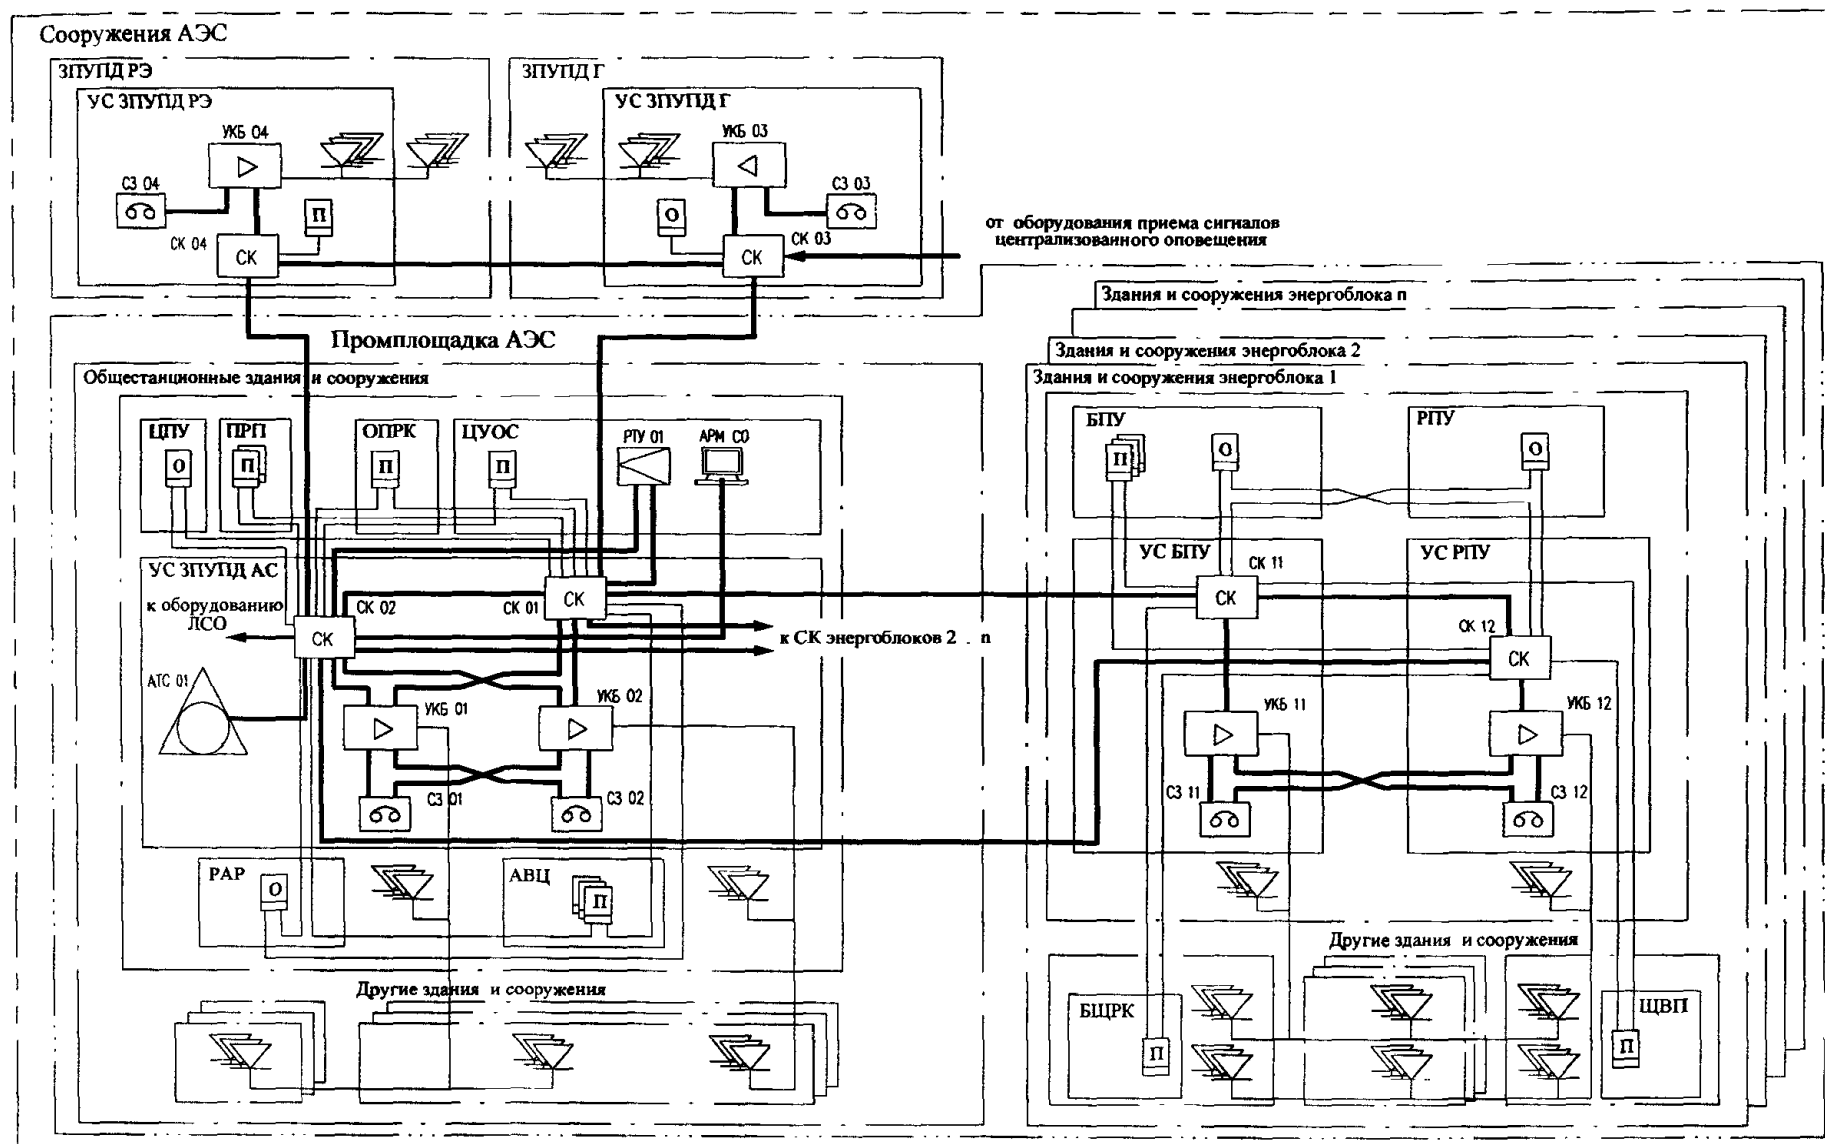 Сооружения АЭС
ЗПУПД РЭ
ЗПУПД Г
УС ЗПУПД РЭ
УС ЗПУПД Г
УКБ 04
УКБ 03
СЗ 04
СЗ 03
П
О
СК 04
СК
СК 03
СК
от оборудования приема сигналов
централизованного оповещения
Промплощадка АЭС
Здания и сооружения энергоблока n
Здания и сооружения энергоблока 2
Здания и сооружения энергоблока 1
Общестанционные здания и сооружения
ЦПУ
ПРП
ОПРК
ЦУОС
РТУ 01
АРМ СО
О
П
П
П
БПУ
РПУ
П
О
О
УС ЗПУПД АС
УС БПУ
УС РПУ
к оборудованию
ЛСО
СК 02
СК 01
СК
СК
СК 11
СК
СК 12
СК
к СК энергоблоков 2 . n
АТС 01
УКБ 01
УКБ 02
УКБ 11
УКБ 12
СЗ 01
СЗ 02
СЗ 11
СЗ 12
РАР
О
АВЦ
П
Другие здания и сооружения
Другие здания и сооружения
БЩРК
П
ЩВП
П